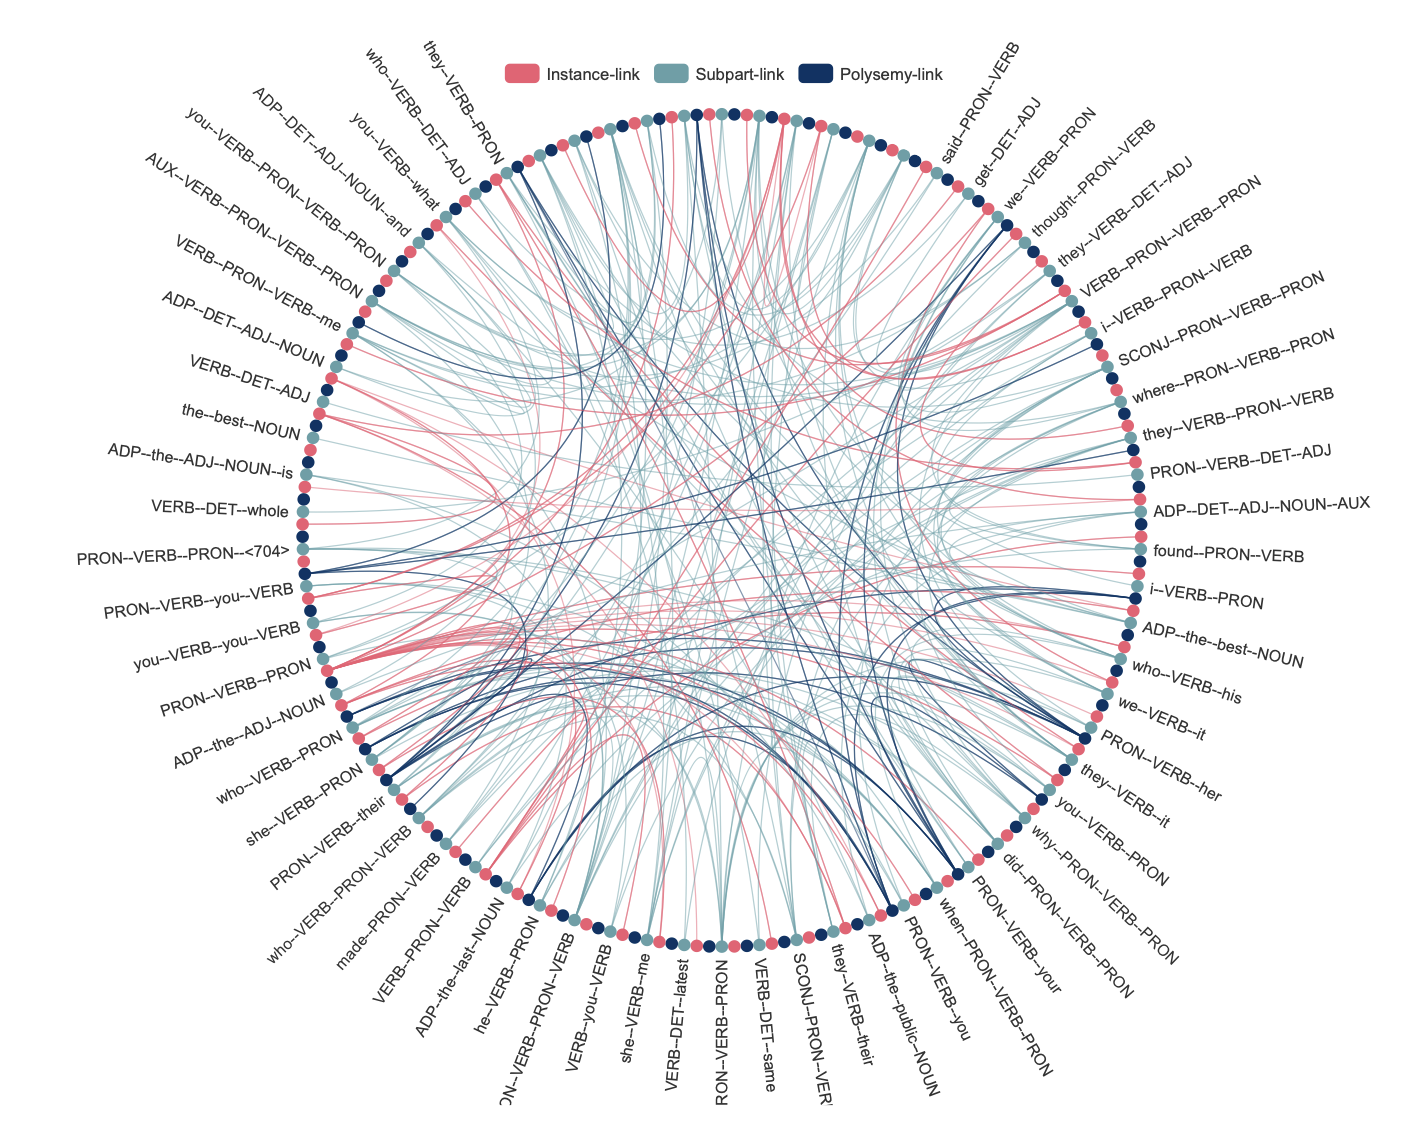 Instance-link
Subpart-link
Polysemy-link
said--PRON--VERB
get--DET--ADJ
we--VERB--PRON
thought--PRON--VERB
they--VERB--DET--ADJ
VERB--PRON--VERB--PRON
i--VERB--PRON--VERB
SCONJ--PRON--VERB--PRON
where--PRON--VERB--PRON
they--VERB--PRON--VERB
PRON--VERB--DET--ADJ
ADP--DET--ADJ--NOUN--AUX
found--PRON--VERB
i--VERB--PRON
ADP--the--best--NOUN
who--VERB--his
we--VERB--it
PRON--VERB--her
they--VERB--it
you--VERB--PRON
why--PRON--VERB--PRON
did--PRON--VERB--PRON
PRON--VERB--your
when--PRON--VERB--PRON
PRON--VERB--you
ADP--the--public--NOUN
they--VERB--their
SCONJ--PRON--VER
VERB--DET--same
RON--VERB--PRON
VERB--DET--latest
she--VERB--me
VERB--you--VERB
ON--VERB--PRON--VERB
he--VERB--PRON
ADP--the--last--NOUN
VERB--PRON--VERB
made--PRON--VERB
who--VERB--PRON--VERB
PRON--VERB--their
she--VERB--PRON
who--VERB--PRON
ADP--the--ADJ--NOUN
PRON--VERB--PRON
you--VERB--you--VERB
PRON--VERB--you--VERB
PRON--VERB--PRON--<704>
VERB--DET--whole
ADP--the--ADJ--NOUN--is
the--best--NOUN
VERB--DET--ADJ
ADP--DET--ADJ--NOUN
VERB--PRON--VERB--me
AUX--VERB--PRON--VERB--PRON
you--VERB--PRON--VERB--PRON
ADP--DET--ADJ--NOUN--and
you--VERB--what
who--VERB--DET--ADJ
they--VERB--PRON